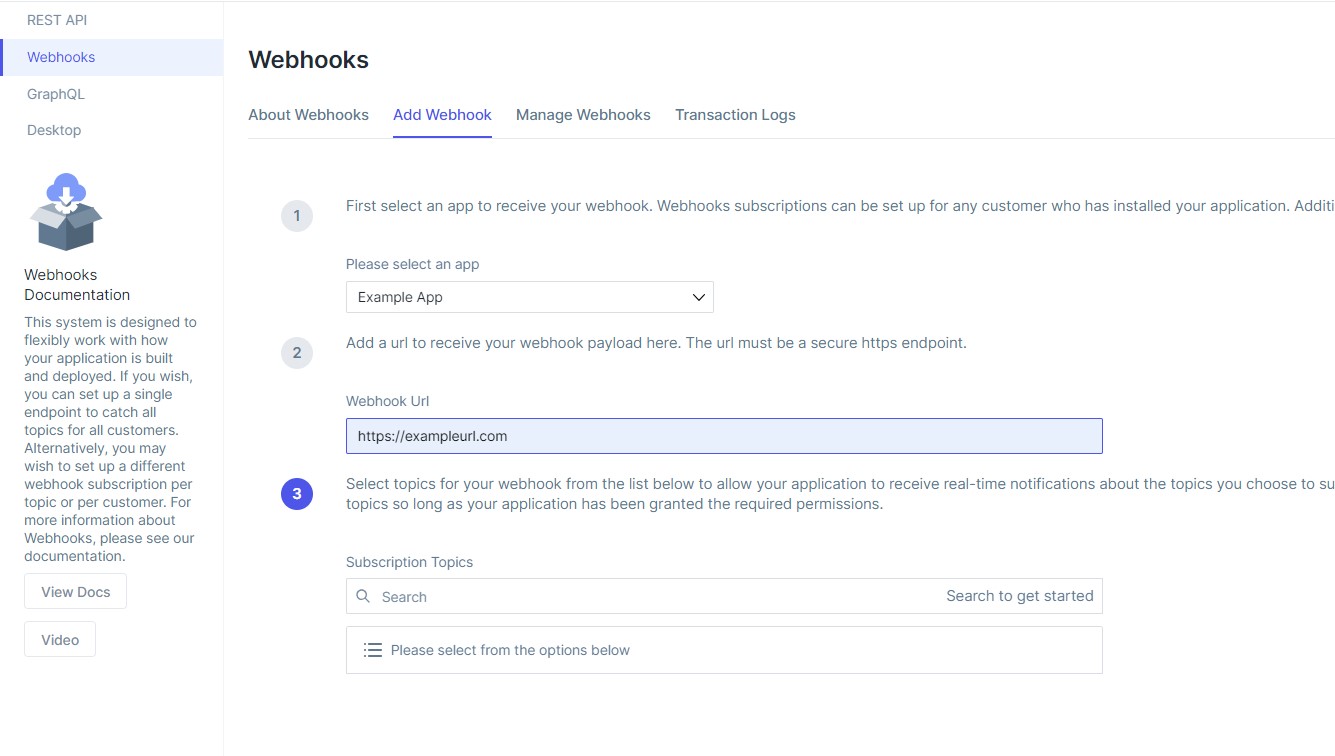 REST API
Webhooks
GraphQL
Desktop
Webhooks
Documentation
This system is designed to
flexibly work with how
your application is built
and deployed. If you wish,
you can set up a single
endpoint to catch all
topics for all customers.
Alternatively, you may
wish to set up a different
webhook subscription per
topic or per customer. For
more information about
Webhooks, please see our
documentation.
View Docs
Video
Webhooks
About Webhooks Add Webhook Manage Webhooks Transaction Logs
1 First select an app to receive your webhook. Webhooks subscriptions can be set up for any customer who has installed your application. Additi
Please select an app
Example App
2 Add a url to receive your webhook payload here. The url must be a secure https endpoint.
Webhook Url
https://exampleurl.com
3 Select topics for your webhook from the list below to allow your application to receive real-time notifications about the topics you choose to su
topics so long as your application has been granted the required permissions.
Subscription Topics
Search Search to get started
Please select from the options below